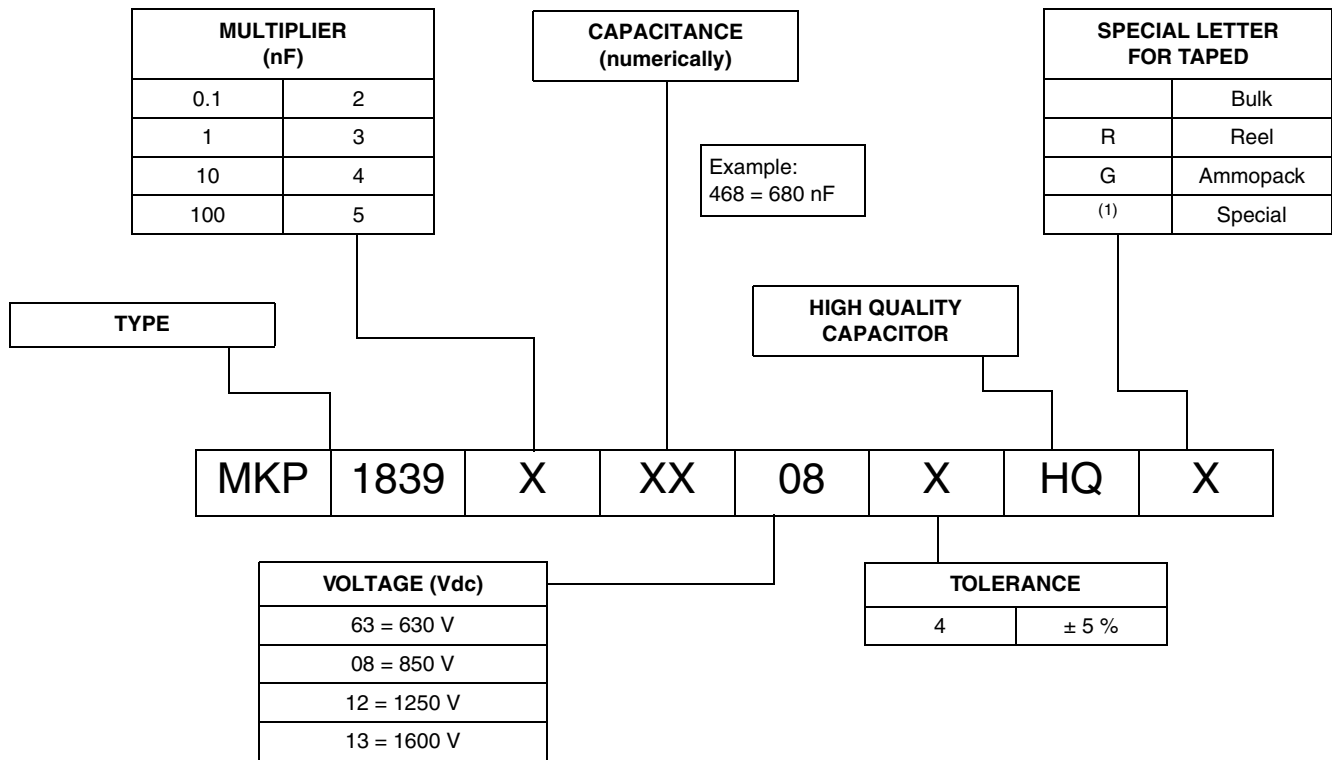 MULTIPLIER
(nF)
0.1 2
1 3
10 4
100 5
CAPACITANCE
(numerically)
Example:
468 = 680 nF
SPECIAL LETTER
FOR TAPED
Bulk
R Reel
G Ammopack
(1) Special
TYPE
HIGH QUALITY
CAPACITOR
MKP 1839 X XX 08 X HQ X
VOLTAGE (Vdc)
63 = 630 V
08 = 850 V
12 = 1250 V
13 = 1600 V
TOLERANCE
4 ± 5 %